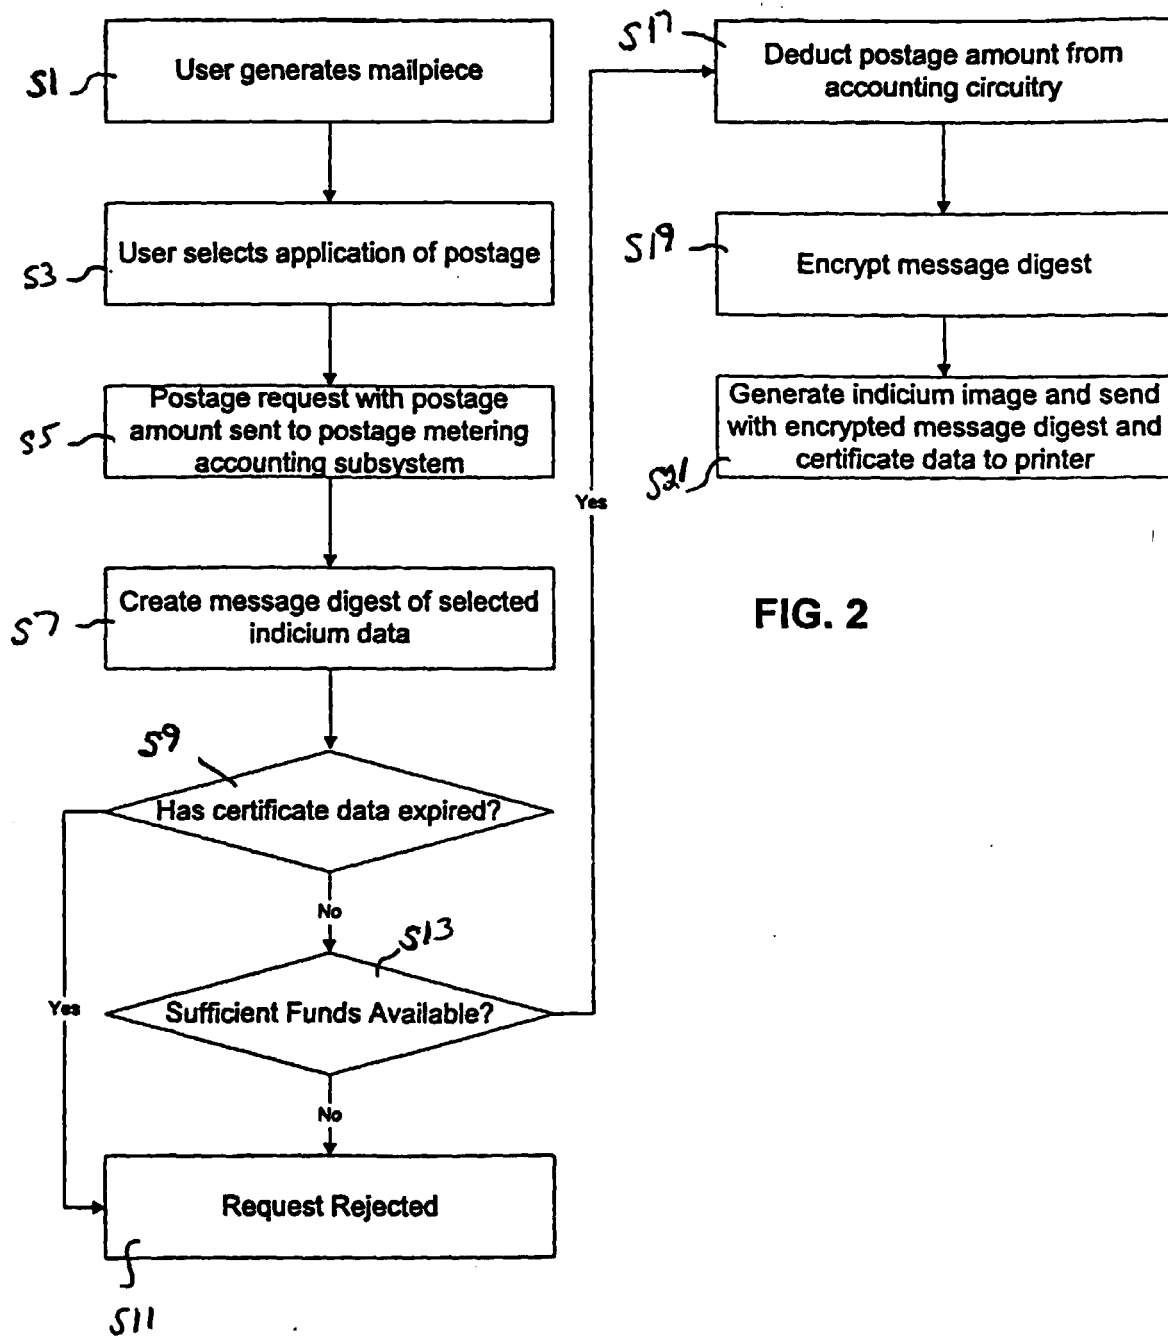 S1
User generates mailpiece
S3
User selects application of postage
S5
Postage request with postage
amount sent to postage metering
accounting subsystem
S7
Create message digest of selected
indicium data
S9
Has certificate data expired?
No
Yes
S13
Sufficient Funds Available?
Yes
No
Request Rejected
S11
S17
Deduct postage amount from
accounting circuitry
S19
Encrypt message digest
Generate indicium image and send
with encrypted message digest and
certificate data to printer
S21
FIG. 2